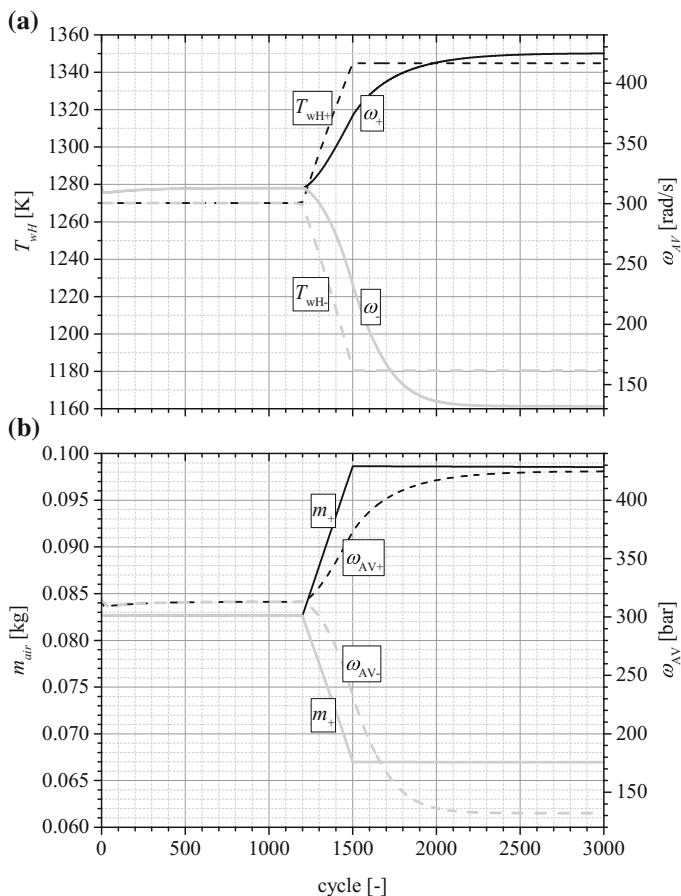 (a)
1360
1340
1320
1300
1280
1260
1240
1220
1200
1180
1160
T_wH [K]
T_wH+
ω_+
T_wH-
ω_-
400
350
300
250
200
150
ω_AV [rad/s]
(b)
0.100
0.095
0.090
0.085
0.080
0.075
0.070
0.065
0.060
m_air [kg]
m_+
ω_AV+
ω_AV-
m_+
400
350
300
250
200
150
ω_AV [bar]
0 500 1000 1500 2000 2500 3000
cycle [-]